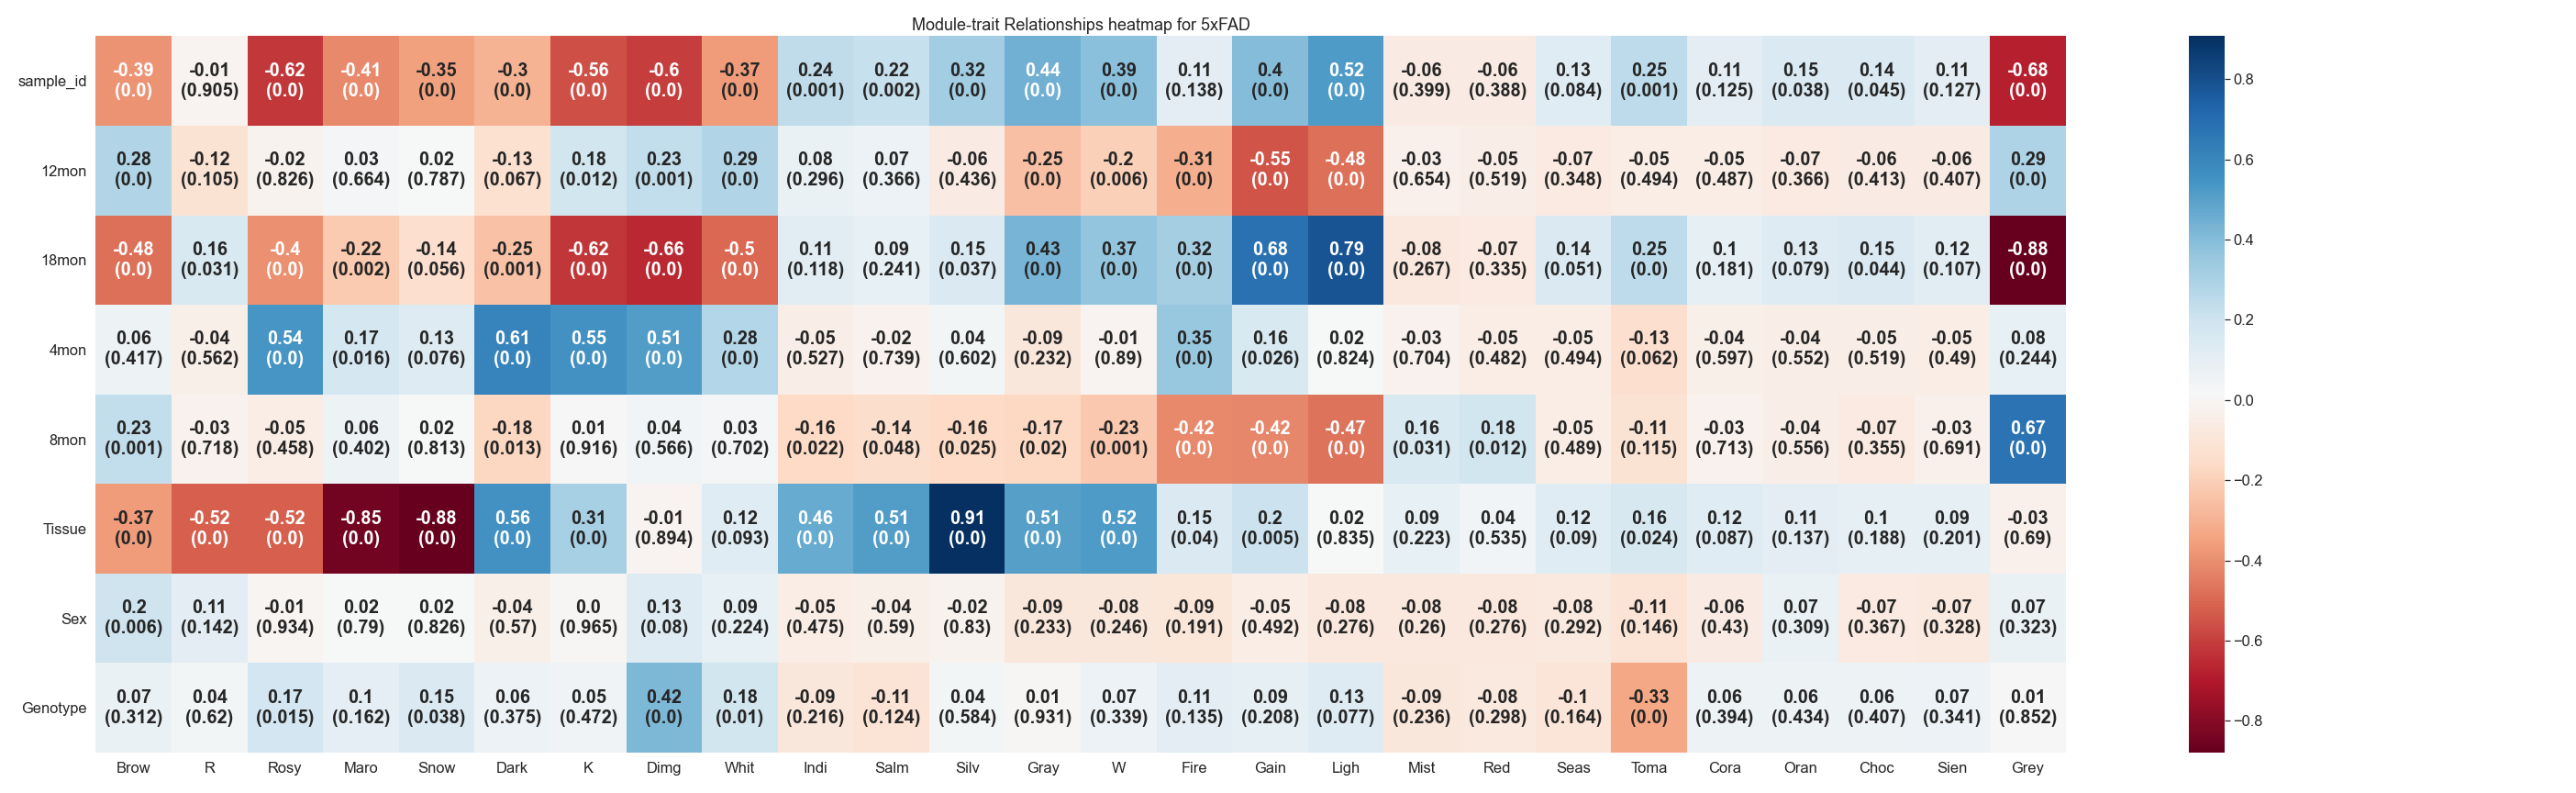 Module-trait Relationships heatmap for 5xFAD
sample_id -0.39 -0.01 -0.62 -0.41 -0.35 -0.3 -0.56 -0.6 -0.37 0.24 0.22 0.32 0.44 0.39 0.11 0.4 0.52 -0.06 -0.06 0.13 0.25 0.11 0.15 0.14 0.11 -0.68
(0.0) (0.905) (0.0) (0.0) (0.0) (0.0) (0.0) (0.0) (0.0) (0.001) (0.002) (0.0) (0.0) (0.0) (0.138) (0.0) (0.0) (0.399) (0.388) (0.084) (0.001) (0.125) (0.038) (0.045) (0.127) (0.0)
12mon 0.28 -0.12 -0.02 0.03 0.02 -0.13 0.18 0.23 0.29 0.08 0.07 -0.06 -0.25 -0.2 -0.31 -0.55 -0.48 -0.03 -0.05 -0.07 -0.05 -0.05 -0.07 -0.06 -0.06 0.29
(0.0) (0.105) (0.826) (0.664) (0.787) (0.067) (0.012) (0.001) (0.0) (0.296) (0.366) (0.436) (0.0) (0.006) (0.0) (0.0) (0.0) (0.654) (0.519) (0.348) (0.494) (0.487) (0.366) (0.413) (0.407) (0.0)
18mon -0.48 0.16 -0.4 -0.22 -0.14 -0.25 -0.62 -0.66 -0.5 0.11 0.09 0.15 0.43 0.37 0.32 0.68 0.79 -0.08 -0.07 0.14 0.25 0.1 0.13 0.15 0.12 -0.88
(0.0) (0.031) (0.0) (0.002) (0.056) (0.001) (0.0) (0.0) (0.0) (0.118) (0.241) (0.037) (0.0) (0.0) (0.0) (0.0) (0.0) (0.267) (0.335) (0.051) (0.0) (0.181) (0.079) (0.044) (0.107) (0.0)
4mon 0.06 -0.04 0.54 0.17 0.13 0.61 0.55 0.51 0.28 -0.05 -0.02 0.04 -0.09 -0.01 0.35 0.16 0.02 -0.03 -0.05 -0.05 -0.13 -0.04 -0.04 -0.05 -0.05 0.08
(0.417) (0.562) (0.0) (0.016) (0.076) (0.0) (0.0) (0.0) (0.0) (0.527) (0.739) (0.602) (0.232) (0.89) (0.0) (0.026) (0.824) (0.704) (0.482) (0.494) (0.062) (0.597) (0.552) (0.519) (0.49) (0.244)
8mon 0.23 -0.03 -0.05 0.06 0.02 -0.18 0.01 0.04 0.03 -0.16 -0.14 -0.16 -0.17 -0.23 -0.42 -0.42 -0.47 0.16 0.18 -0.05 -0.11 -0.03 -0.04 -0.07 -0.03 0.67
(0.001) (0.718) (0.458) (0.402) (0.813) (0.013) (0.916) (0.566) (0.702) (0.022) (0.048) (0.025) (0.02) (0.001) (0.0) (0.0) (0.0) (0.031) (0.012) (0.489) (0.115) (0.713) (0.556) (0.355) (0.691) (0.0)
Tissue -0.37 -0.52 -0.52 -0.85 -0.88 0.56 0.31 -0.01 0.12 0.46 0.51 0.91 0.51 0.52 0.15 0.2 0.02 0.09 0.04 0.12 0.16 0.12 0.11 0.1 0.09 -0.03
(0.0) (0.0) (0.0) (0.0) (0.0) (0.0) (0.0) (0.894) (0.093) (0.0) (0.0) (0.0) (0.0) (0.0) (0.04) (0.005) (0.835) (0.223) (0.535) (0.09) (0.024) (0.087) (0.137) (0.188) (0.201) (0.69)
Sex 0.2 0.11 -0.01 0.02 0.02 -0.04 0.0 0.13 0.09 -0.05 -0.04 -0.02 -0.09 -0.08 -0.09 -0.05 -0.08 -0.08 -0.08 -0.08 -0.11 -0.06 0.07 -0.07 -0.07 0.07
(0.006) (0.142) (0.934) (0.79) (0.826) (0.57) (0.965) (0.08) (0.224) (0.475) (0.59) (0.83) (0.233) (0.246) (0.191) (0.492) (0.276) (0.26) (0.276) (0.292) (0.146) (0.43) (0.309) (0.367) (0.328) (0.323)
Genotype 0.07 0.04 0.17 0.1 0.15 0.06 0.05 0.42 0.18 -0.09 -0.11 0.04 0.01 0.07 0.11 0.09 0.13 -0.09 -0.08 -0.1 -0.33 0.06 0.06 0.06 0.07 0.01
(0.312) (0.62) (0.015) (0.162) (0.038) (0.375) (0.472) (0.0) (0.01) (0.216) (0.124) (0.584) (0.931) (0.339) (0.135) (0.208) (0.077) (0.236) (0.298) (0.164) (0.0) (0.394) (0.434) (0.407) (0.341) (0.852)
Brow R Rosy Maro Snow Dark K Dimg Whit Indi Salm Silv Gray W Fire Gain Ligh Mist Red Seas Toma Cora Oran Choc Sien Grey
0.8
0.6
0.4
0.2
0.0
−0.2
−0.4
−0.6
−0.8